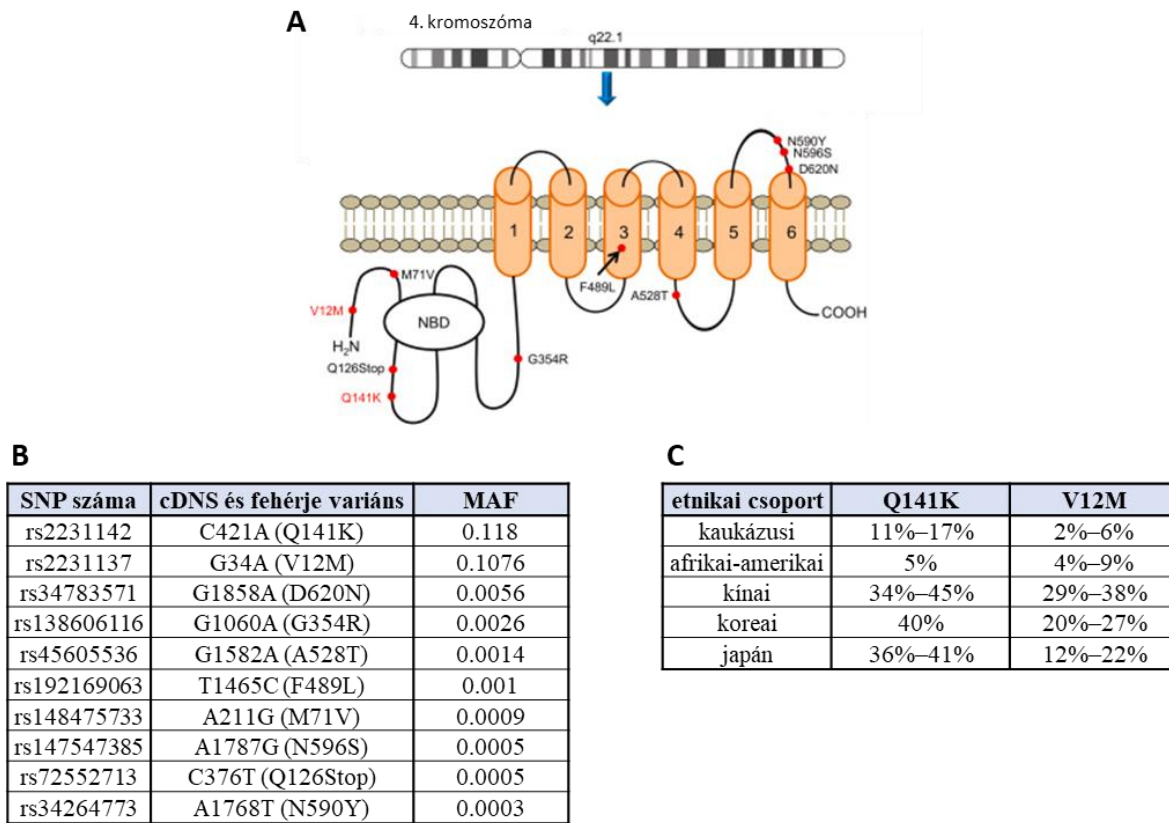 A
4. kromoszóma
q22.1
N590Y
N596S
D620N
1 2 3 4 5 6
M71V
F489L
A528T
V12M
NBD
COOH
H₂N
Q126Stop
G354R
Q141K
B
SNP száma cDNS és fehérje variáns MAF
rs2231142 C421A (Q141K) 0.118
rs2231137 G34A (V12M) 0.1076
rs34783571 G1858A (D620N) 0.0056
rs138606116 G1060A (G354R) 0.0026
rs45605536 G1582A (A528T) 0.0014
rs192169063 T1465C (F489L) 0.001
rs148475733 A211G (M71V) 0.0009
rs147547385 A1787G (N596S) 0.0005
rs72552713 C376T (Q126Stop) 0.0005
rs34264773 A1768T (N590Y) 0.0003
C
etnikai csoport Q141K V12M
kaukázusi 11%–17% 2%–6%
afrikai-amerikai 5% 4%–9%
kínai 34%–45% 29%–38%
koreai 40% 20%–27%
japán 36%–41% 12%–22%